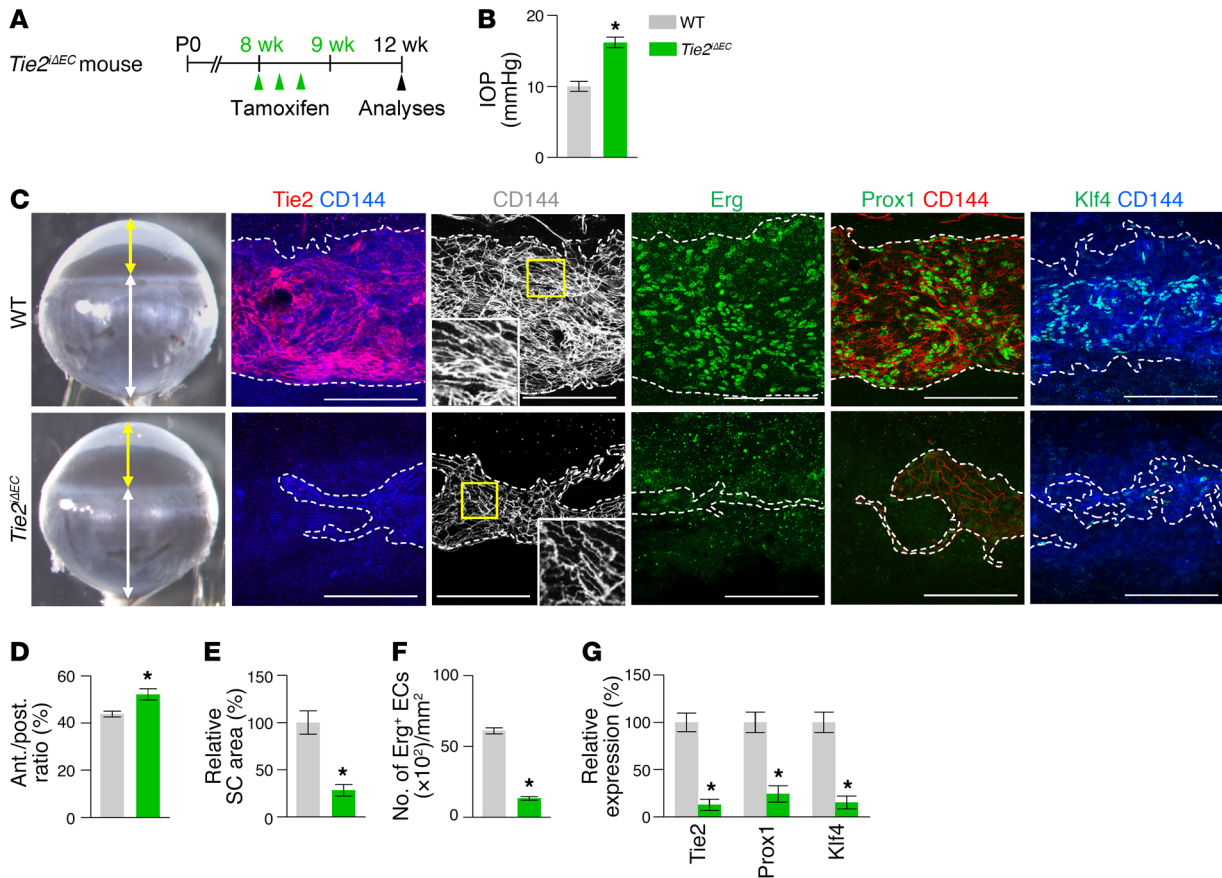 A
P0
8 wk
9 wk
12 wk
Tie2iΔEC mouse
Tamoxifen
Analyses
B
IOP
(mmHg)
20
10
0
*
WT
Tie2iΔEC
C
Tie2 CD144
CD144
Erg
Prox1 CD144
Klf4 CD144
WT
Tie2iΔEC
D
Ant./post.
ratio (%)
60
40
20
0
*
E
Relative
SC area (%)
150
100
50
0
*
F
No. of Erg+ ECs
(×102)/mm2
100
50
0
*
G
Relative
expression (%)
150
100
50
0
*
*
*
Tie2
Prox1
Klf4